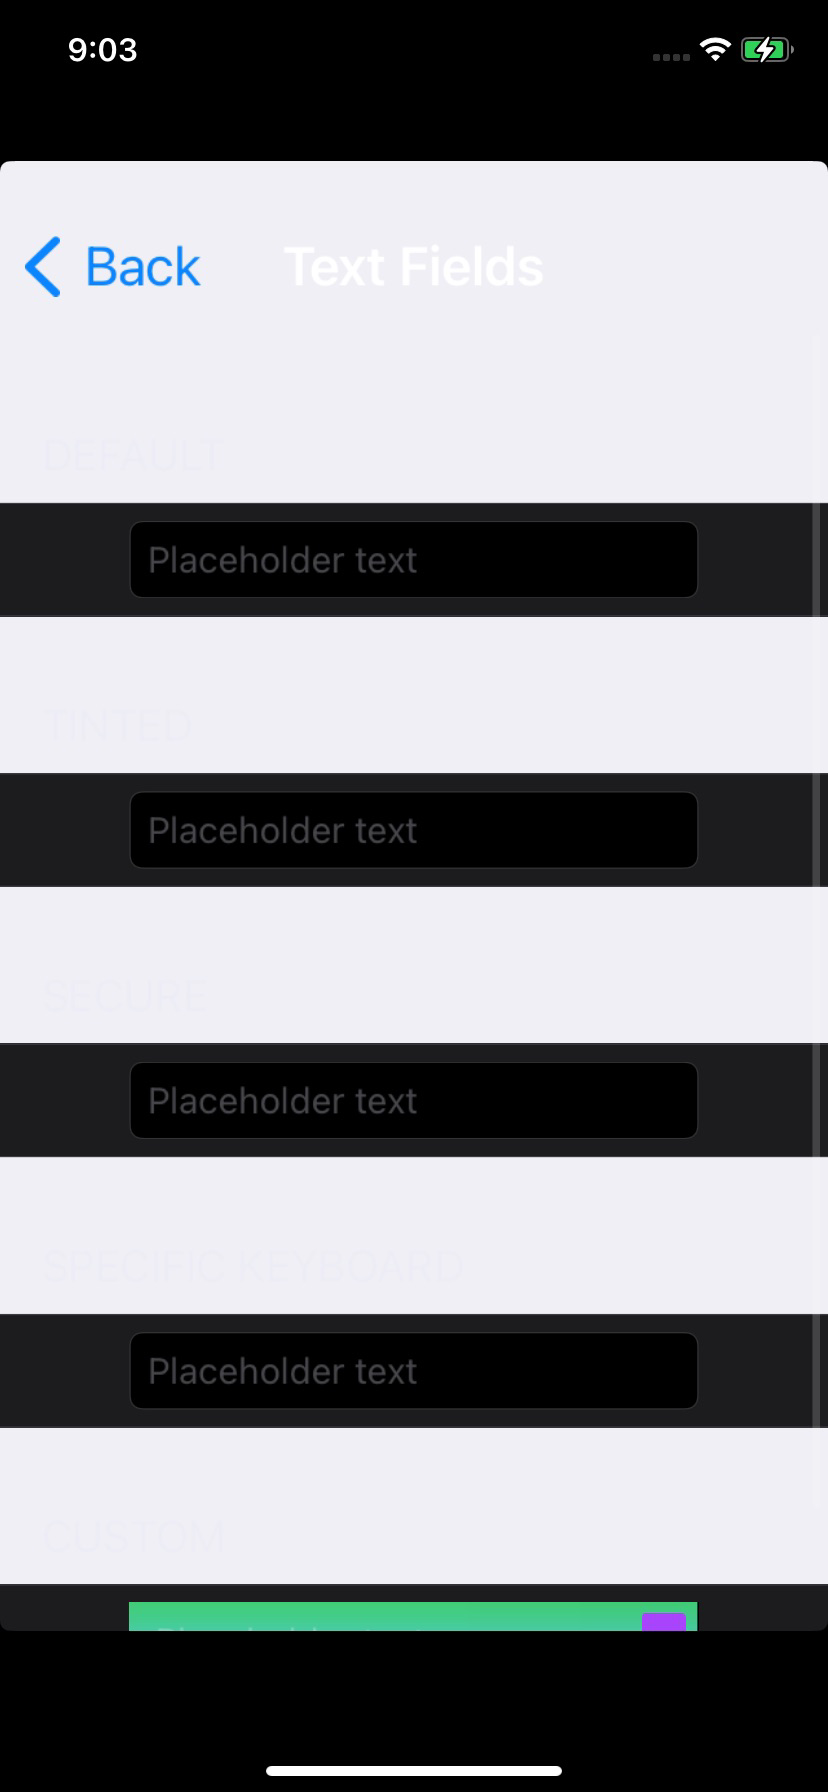 9:03
Back
Text Fields
DEFAULT
Placeholder text
TINTED
Placeholder text
SECURE
Placeholder text
SPECIFIC KEYBOARD
Placeholder text
CUSTOM